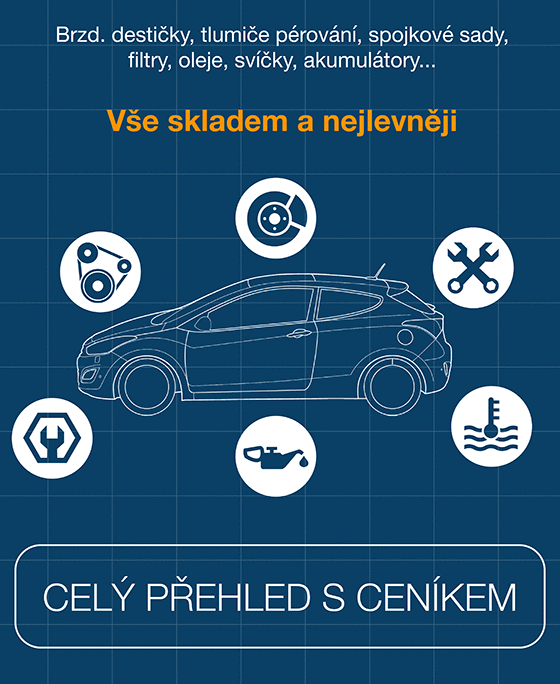 Brzd. destičky, tlumiče pérování, spojkové sady,
filtry, oleje, svíčky, akumulátory...
Vše skladem a nejlevněji
CELÝ PŘEHLED S CENÍKEM